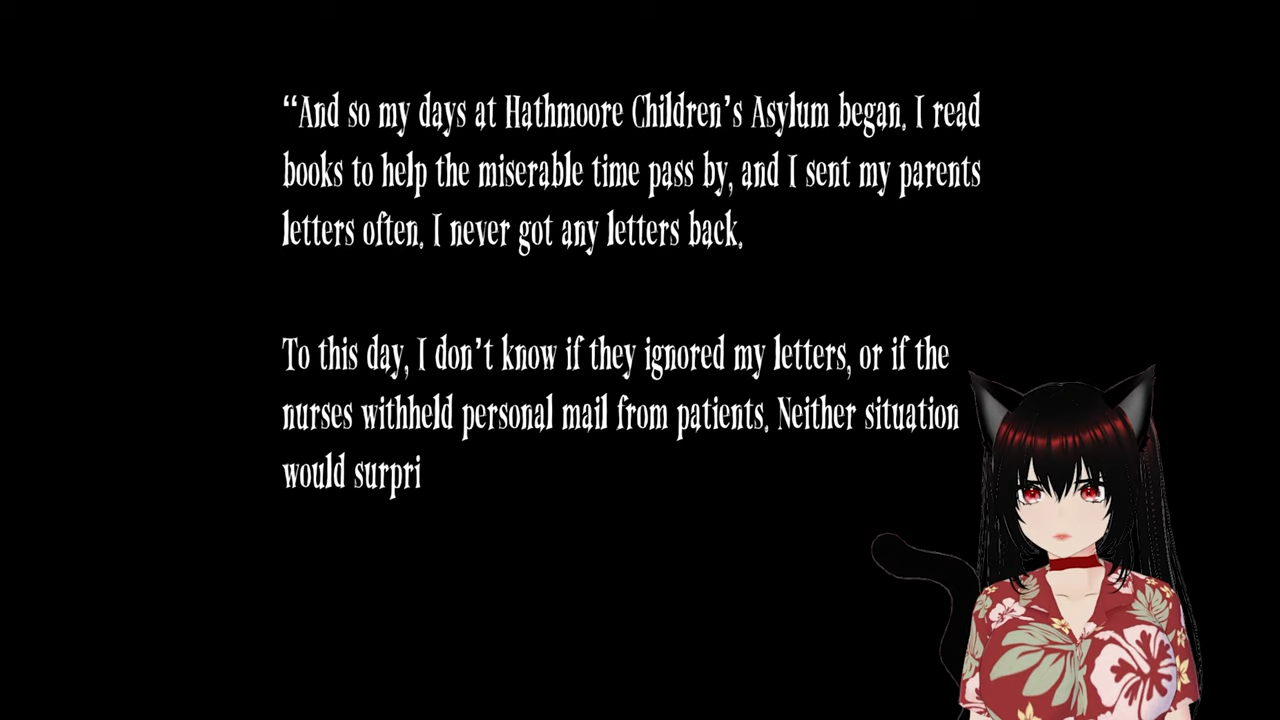 “And so my days at Hathmoore Children’s Asylum began. I read
books to help the miserable time pass by, and I sent my parents
letters often. I never got any letters back.
To this day, I don’t know if they ignored my letters, or if the
nurses withheld personal mail from patients. Neither situation
would surpri